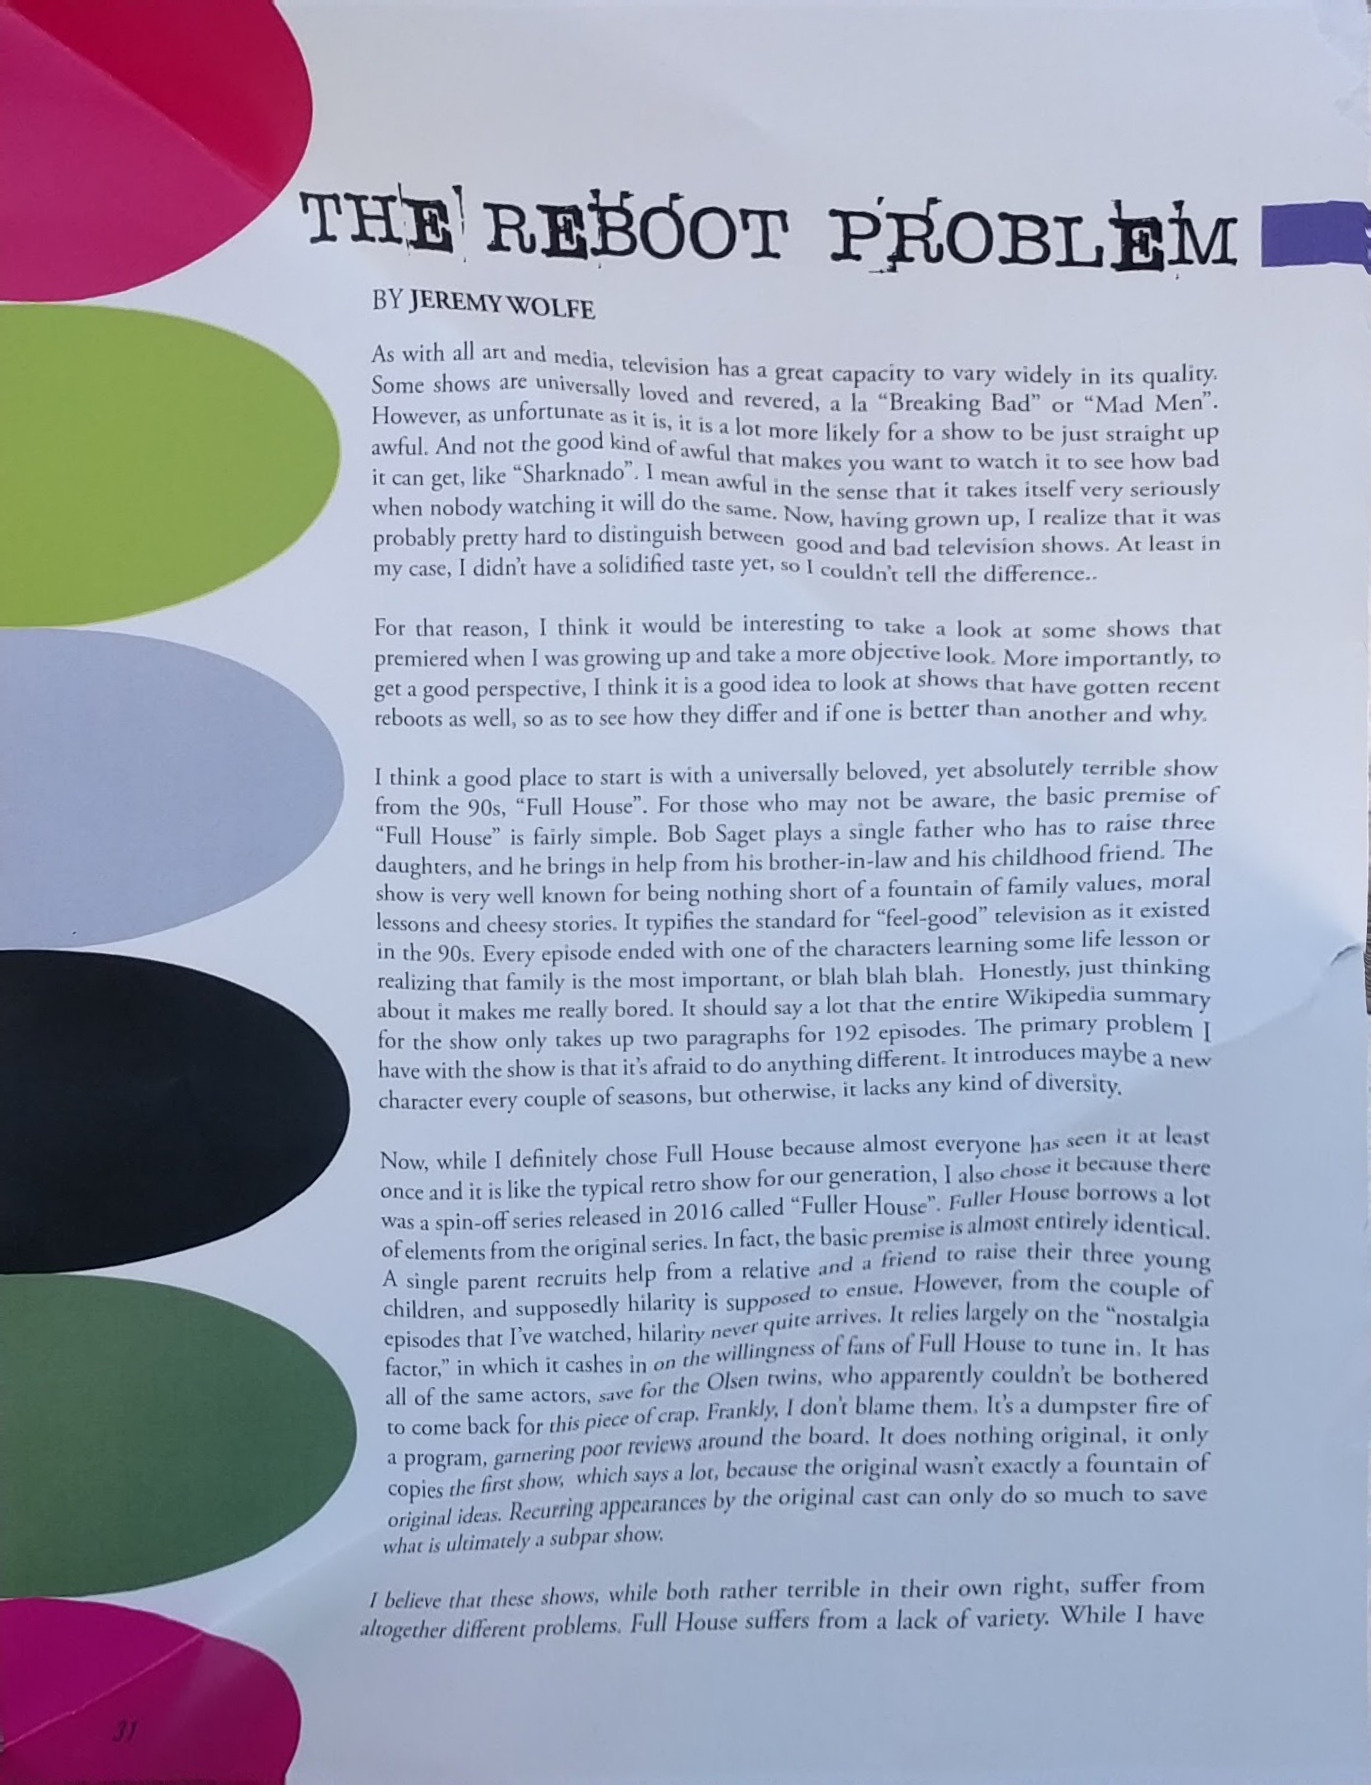 THE REBOOT PROBLEM
BY JEREMY WOLFE
As with all art and media, television has a great capacity to vary widely in its quality.
Some shows are universally loved and revered, a la “Breaking Bad” or “Mad Men”.
However, as unfortunate as it is, it is a lot more likely for a show to be just straight up
awful. And not the good kind of awful that makes you want to watch it to see how bad
it can get, like “Sharknado”. I mean awful in the sense that it takes itself very seriously
when nobody watching it will do the same. Now, having grown up, I realize that it was
probably pretty hard to distinguish between good and bad television shows. At least in
my case, I didn’t have a solidified taste yet, so I couldn’t tell the difference..
For that reason, I think it would be interesting to take a look at some shows that
premiered when I was growing up and take a more objective look. More importantly, to
get a good perspective, I think it is a good idea to look at shows that have gotten recent
reboots as well, so as to see how they differ and if one is better than another and why.
I think a good place to start is with a universally beloved, yet absolutely terrible show
from the 90s, “Full House”. For those who may not be aware, the basic premise of
“Full House” is fairly simple. Bob Saget plays a single father who has to raise three
daughters, and he brings in help from his brother-in-law and his childhood friend. The
show is very well known for being nothing short of a fountain of family values, moral
lessons and cheesy stories. It typifies the standard for “feel-good” television as it existed
in the 90s. Every episode ended with one of the characters learning some life lesson or
realizing that family is the most important, or blah blah blah. Honestly, just thinking
about it makes me really bored. It should say a lot that the entire Wikipedia summary
for the show only takes up two paragraphs for 192 episodes. The primary problem I
have with the show is that it’s afraid to do anything different. It introduces maybe a new
character every couple of seasons, but otherwise, it lacks any kind of diversity.
Now, while I definitely chose Full House because almost everyone has seen it at least
once and it is like the typical retro show for our generation, I also chose it because there
was a spin-off series released in 2016 called “Fuller House”. Fuller House borrows a lot
of elements from the original series. In fact, the basic premise is almost entirely identical.
A single parent recruits help from a relative and a friend to raise their three young
children, and supposedly hilarity is supposed to ensue. However, from the couple of
episodes that I’ve watched, hilarity never quite arrives. It relies largely on the “nostalgia
factor,” in which it cashes in on the willingness of fans of Full House to tune in. It has
all of the same actors, save for the Olsen twins, who apparently couldn’t be bothered
to come back for this piece of crap. Frankly, I don’t blame them. It’s a dumpster fire of
a program, garnering poor reviews around the board. It does nothing original, it only
copies the first show, which says a lot, because the original wasn’t exactly a fountain of
original ideas. Recurring appearances by the original cast can only do so much to save
what is ultimately a subpar show.
I believe that these shows, while both rather terrible in their own right, suffer from
altogether different problems. Full House suffers from a lack of variety. While I have
31